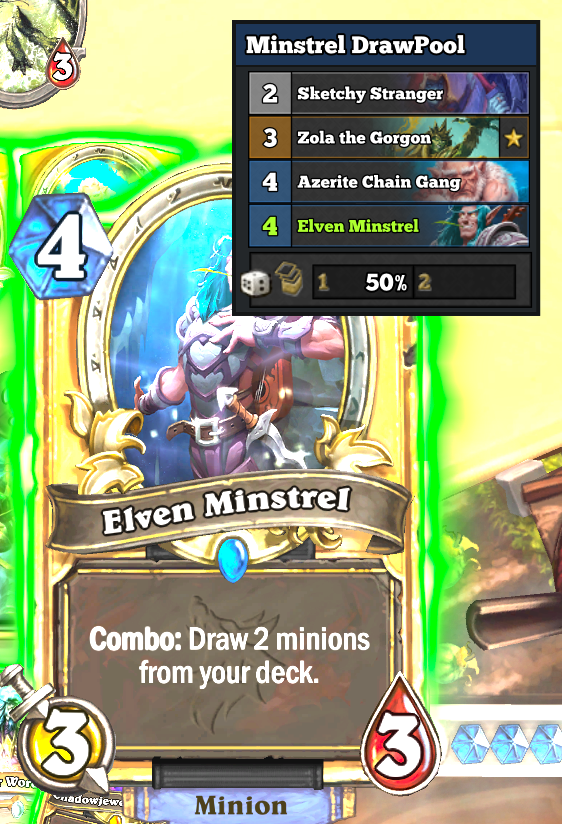 3
Minstrel DrawPool
2 Sketchy Stranger
3 Zola the Gorgon
4 Azerite Chain Gang
4 Elven Minstrel
1 50% 2
4
Elven Minstrel
Combo: Draw 2 minions
from your deck.
3 3
Minion